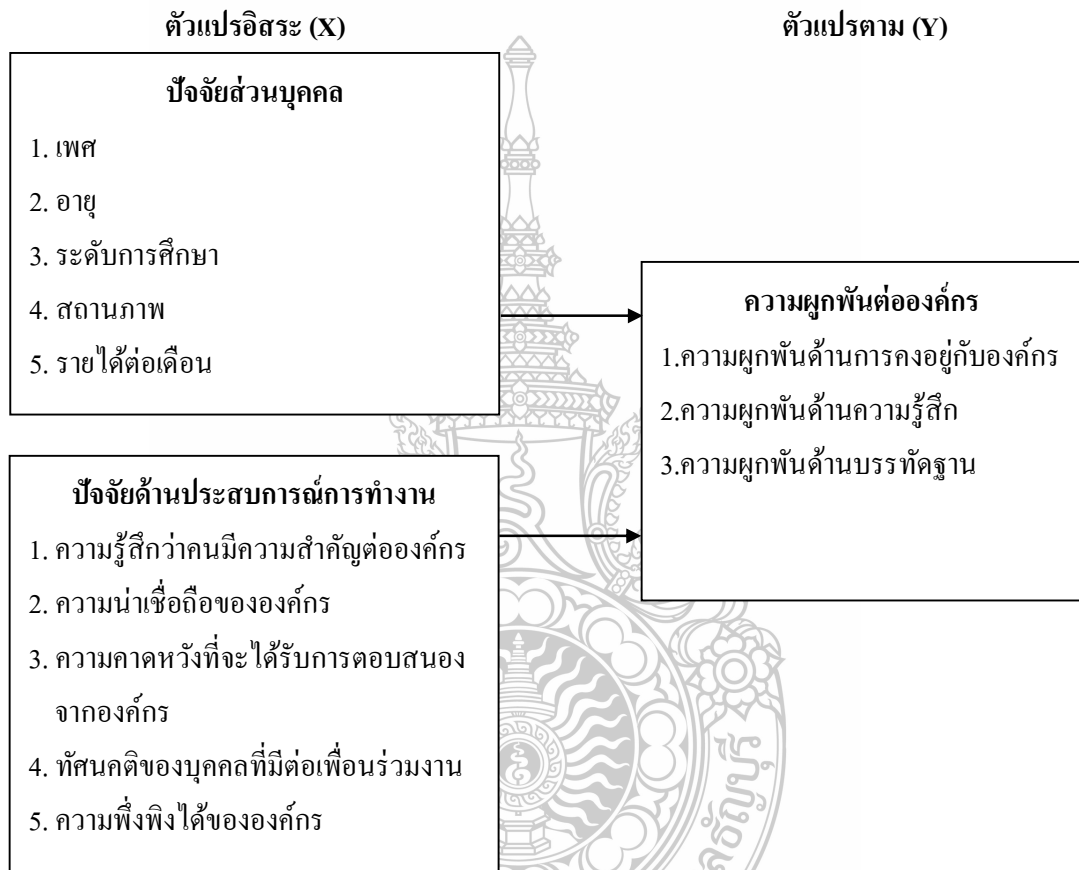 ตัวแปรอิสระ (X)
ปัจจัยส่วนบุคคล
1. เพศ
2. อายุ
3. ระดับการศึกษา
4. สถานภาพ
5. รายได้ต่อเดือน
ปัจจัยด้านประสบการณ์การทำงาน
1. ความรู้สึกว่าคนมีความสำคัญต่อองค์กร
2. ความน่าเชื่อถือขององค์กร
3. ความคาดหวังที่จะได้รับการตอบสนอง
จากองค์กร
4. ทัศนคติของบุคคลที่มีต่อเพื่อนร่วมงาน
5. ความพึ่งพิงได้ขององค์กร
ตัวแปรตาม (Y)
ความผูกพันต่อองค์กร
1.ความผูกพันด้านการคงอยู่กับองค์กร
2.ความผูกพันด้านความรู้สึก
3.ความผูกพันด้านบรรทัดฐาน